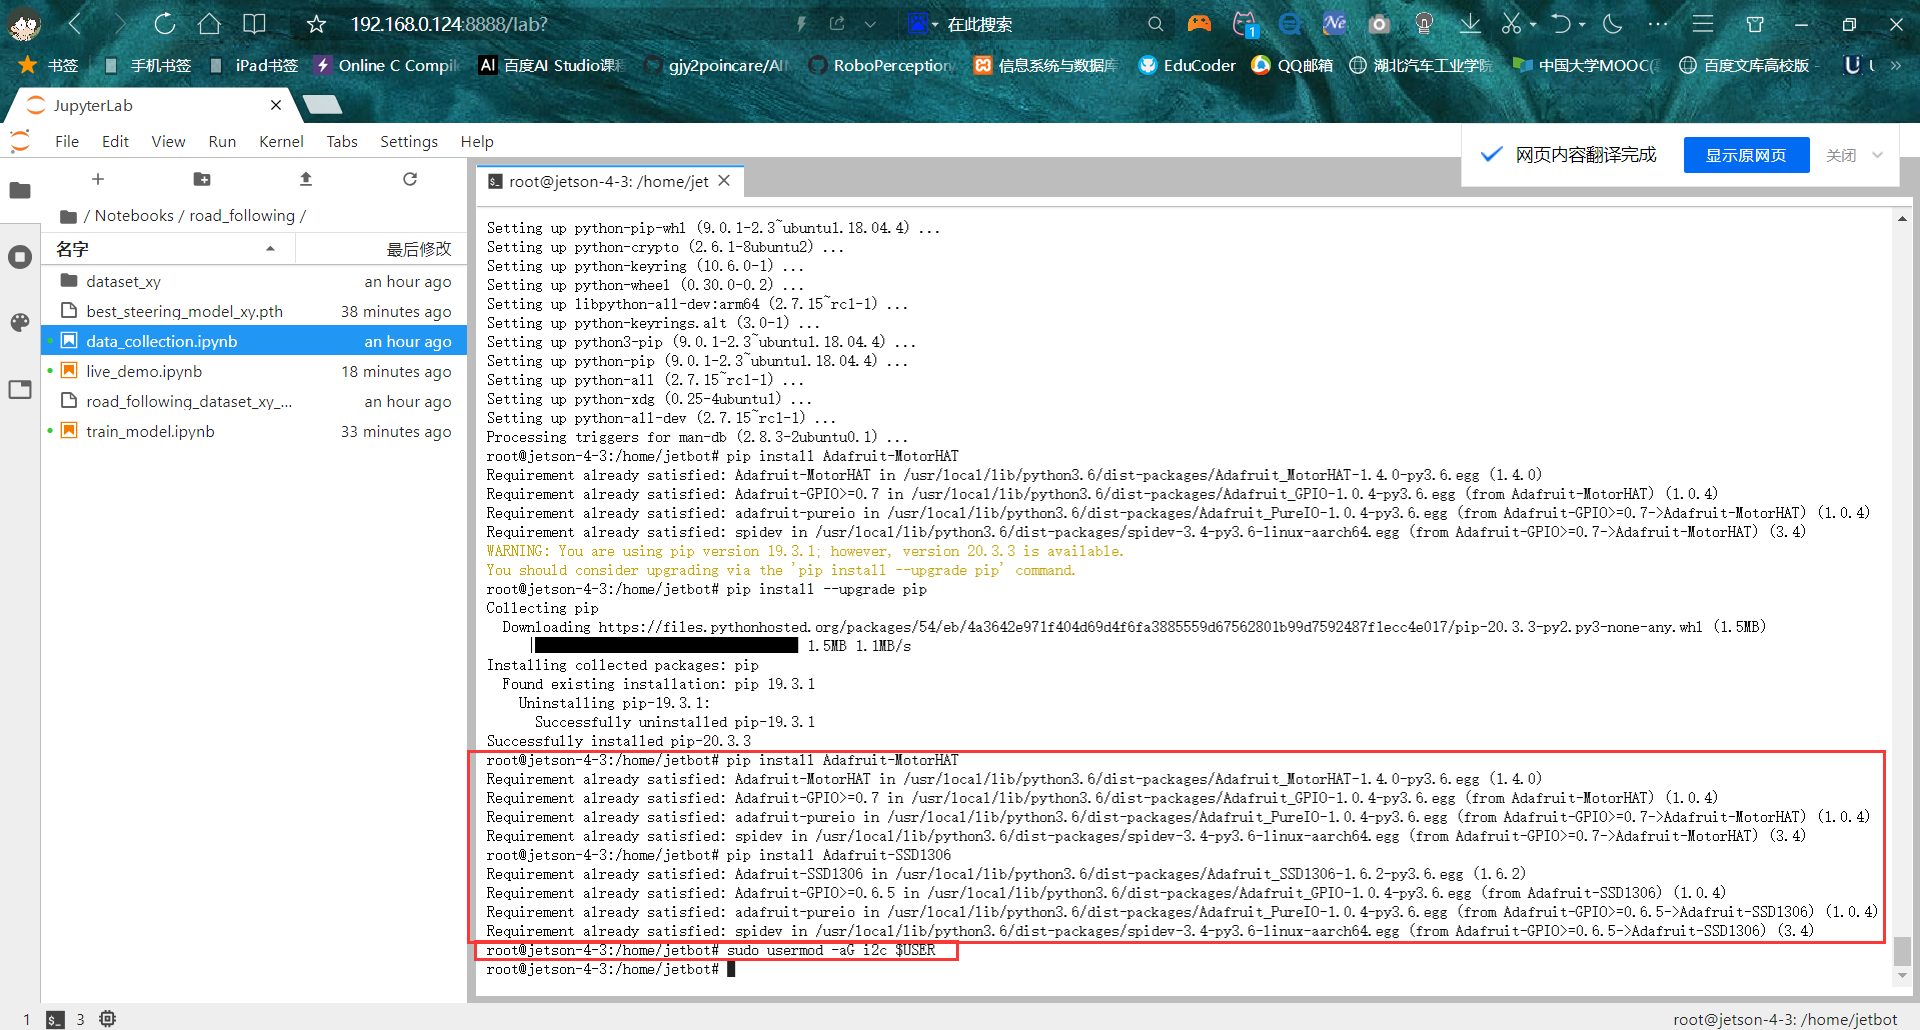 192.168.0.124:8888/lab?
在此搜索
1
书签
手机书签
iPad书签
Online C Compil
百度AI Studio课程
gjy2poincare/AI
RoboPerception
信息系统与数据库
EduCoder
QQ邮箱
湖北汽车工业学院
中国大学MOOC(
百度文库高校版
JupyterLab
File Edit View Run Kernel Tabs Settings Help
网页内容翻译完成
显示原网页
关闭
/ Notebooks / road_following /
名字 最后修改
dataset_xy an hour ago
best_steering_model_xy.pth 38 minutes ago
data_collection.ipynb an hour ago
live_demo.ipynb 18 minutes ago
road_following_dataset_xy_... an hour ago
train_model.ipynb 33 minutes ago
root@jetson-4-3: /home/jet
Setting up python-pip-whl (9.0.1-2.3~ubuntu1.18.04.4) ...
Setting up python-crypto (2.6.1-8ubuntu2) ...
Setting up python-keyring (10.6.0-1) ...
Setting up python-wheel (0.30.0-0.2) ...
Setting up libpython-all-dev:arm64 (2.7.15~rc1-1) ...
Setting up python-keyrings.alt (3.0-1) ...
Setting up python3-pip (9.0.1-2.3~ubuntu1.18.04.4) ...
Setting up python-pip (9.0.1-2.3~ubuntu1.18.04.4) ...
Setting up python-all (2.7.15~rc1-1) ...
Setting up python-xdg (0.25-4ubuntu1) ...
Setting up python-all-dev (2.7.15~rc1-1) ...
Processing triggers for man-db (2.8.3-2ubuntu0.1) ...
root@jetson-4-3:/home/jetbot# pip install Adafruit-MotorHAT
Requirement already satisfied: Adafruit-MotorHAT in /usr/local/lib/python3.6/dist-packages/Adafruit_MotorHAT-1.4.0-py3.6.egg (1.4.0)
Requirement already satisfied: Adafruit-GPIO>=0.7 in /usr/local/lib/python3.6/dist-packages/Adafruit_GPIO-1.0.4-py3.6.egg (from Adafruit-MotorHAT) (1.0.4)
Requirement already satisfied: adafruit-pureio in /usr/local/lib/python3.6/dist-packages/Adafruit_PureIO-1.0.4-py3.6.egg (from Adafruit-GPIO>=0.7->Adafruit-MotorHAT) (1.0.4)
Requirement already satisfied: spidev in /usr/local/lib/python3.6/dist-packages/spidev-3.4-py3.6-linux-aarch64.egg (from Adafruit-GPIO>=0.7->Adafruit-MotorHAT) (3.4)
WARNING: You are using pip version 19.3.1; however, version 20.3.3 is available.
You should consider upgrading via the 'pip install --upgrade pip' command.
root@jetson-4-3:/home/jetbot# pip install --upgrade pip
Collecting pip
Downloading https://files.pythonhosted.org/packages/54/eb/4a3642e971f404d69d4f6fa3885559d67562801b99d7592487f1ecc4e017/pip-20.3.3-py2.py3-none-any.whl (1.5MB)
1.5MB 1.1MB/s
Installing collected packages: pip
Found existing installation: pip 19.3.1
Uninstalling pip-19.3.1:
Successfully uninstalled pip-19.3.1
Successfully installed pip-20.3.3
root@jetson-4-3:/home/jetbot# pip install Adafruit-MotorHAT
Requirement already satisfied: Adafruit-MotorHAT in /usr/local/lib/python3.6/dist-packages/Adafruit_MotorHAT-1.4.0-py3.6.egg (1.4.0)
Requirement already satisfied: Adafruit-GPIO>=0.7 in /usr/local/lib/python3.6/dist-packages/Adafruit_GPIO-1.0.4-py3.6.egg (from Adafruit-MotorHAT) (1.0.4)
Requirement already satisfied: adafruit-pureio in /usr/local/lib/python3.6/dist-packages/Adafruit_PureIO-1.0.4-py3.6.egg (from Adafruit-GPIO>=0.7->Adafruit-MotorHAT) (1.0.4)
Requirement already satisfied: spidev in /usr/local/lib/python3.6/dist-packages/spidev-3.4-py3.6-linux-aarch64.egg (from Adafruit-GPIO>=0.7->Adafruit-MotorHAT) (3.4)
root@jetson-4-3:/home/jetbot# pip install Adafruit-SSD1306
Requirement already satisfied: Adafruit-SSD1306 in /usr/local/lib/python3.6/dist-packages/Adafruit_SSD1306-1.6.2-py3.6.egg (1.6.2)
Requirement already satisfied: Adafruit-GPIO>=0.6.5 in /usr/local/lib/python3.6/dist-packages/Adafruit_GPIO-1.0.4-py3.6.egg (from Adafruit-SSD1306) (1.0.4)
Requirement already satisfied: adafruit-pureio in /usr/local/lib/python3.6/dist-packages/Adafruit_PureIO-1.0.4-py3.6.egg (from Adafruit-GPIO>=0.6.5->Adafruit-SSD1306) (1.0.4)
Requirement already satisfied: spidev in /usr/local/lib/python3.6/dist-packages/spidev-3.4-py3.6-linux-aarch64.egg (from Adafruit-GPIO>=0.6.5->Adafruit-SSD1306) (3.4)
root@jetson-4-3:/home/jetbot# sudo usermod -aG i2c $USER
root@jetson-4-3:/home/jetbot#
1 3 root@jetson-4-3: /home/jetbot